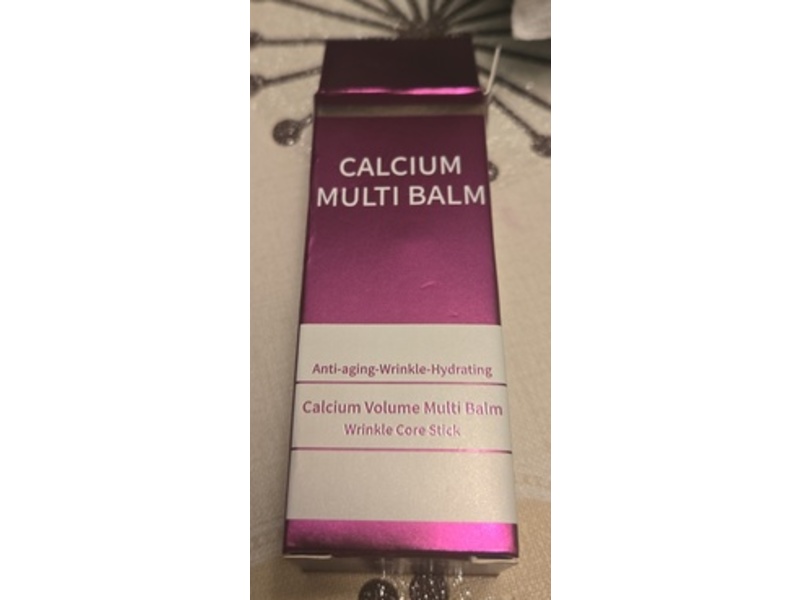 CALCIUM
MULTI BALM
Anti-aging-Wrinkle-Hydrating
Calcium Volume Multi Balm
Wrinkle Core Stick